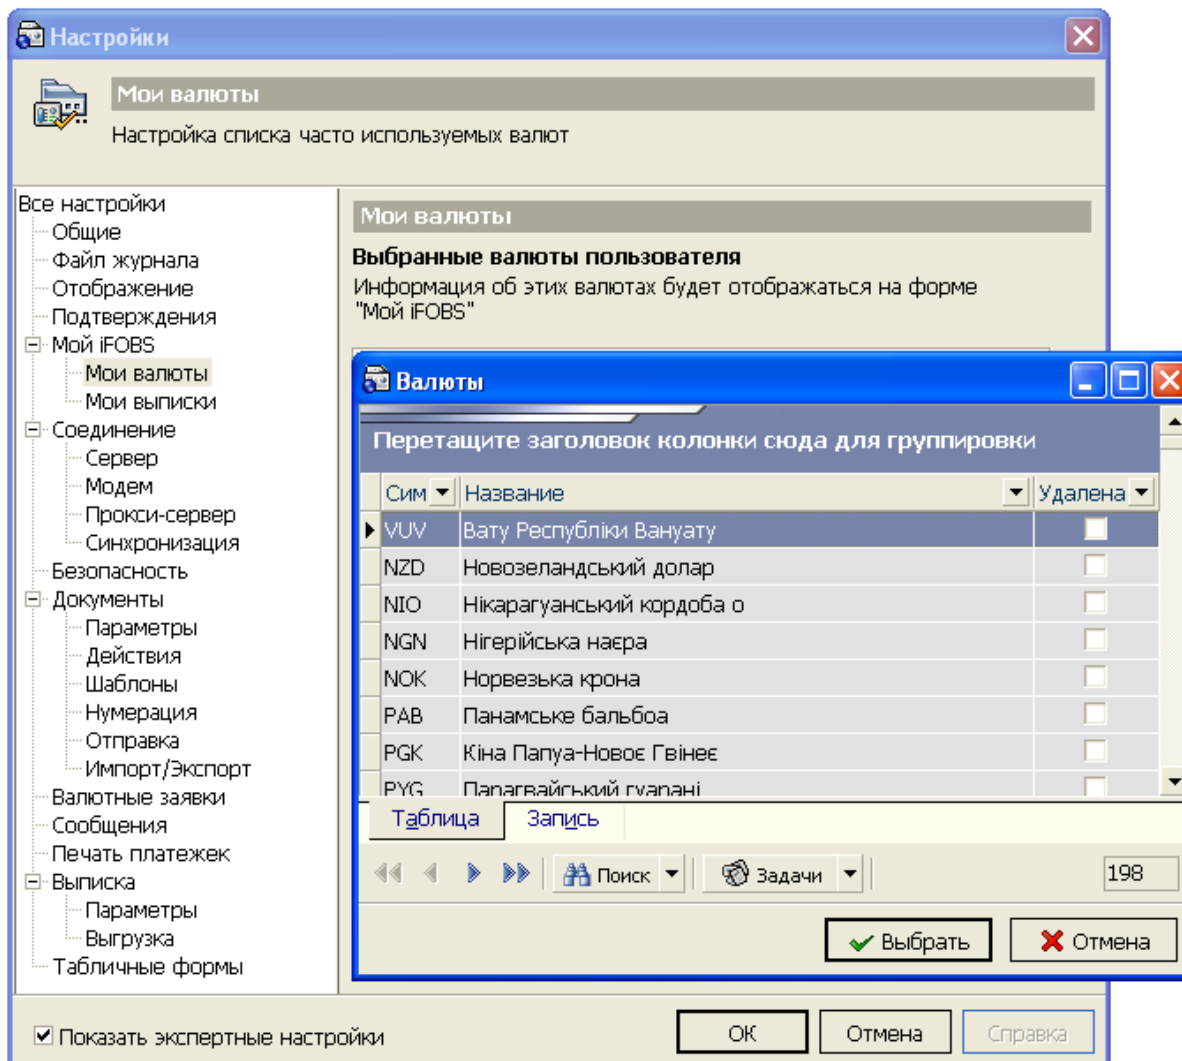 Настройки
Мои валюты
Настройка списка часто используемых валют
Все настройки
Общие
Файл журнала
Отображение
Подтверждения
Мой iFOBS
Мои валюты
Мои выписки
Соединение
Сервер
Модем
Прокси-сервер
Синхронизация
Безопасность
Документы
Параметры
Действия
Шаблоны
Нумерация
Отправка
Импорт/Экспорт
Валютные заявки
Сообщения
Печать платежек
Выписка
Параметры
Выгрузка
Табличные формы
Мои валюты
Выбранные валюты пользователя
Информация об этих валютах будет отображаться на форме
"Мой iFOBS"
Валюты
Перетащите заголовок колонки сюда для группировки
Сим Название Удалена
VUV Вату Республіки Вануату
NZD Новозеландський долар
NIO Нікарагуанський кордоба о
NGN Нігерійська наєра
NOK Норвезька крона
PAB Панамське бальбоа
PGK Кіна Папуа-Новоє Гвінеє
PYG Парагвайський гуарані
Таблица Запись
Поиск Задачи 198
Выбрать Отмена
Показать экспертные настройки
ОК Отмена Справка